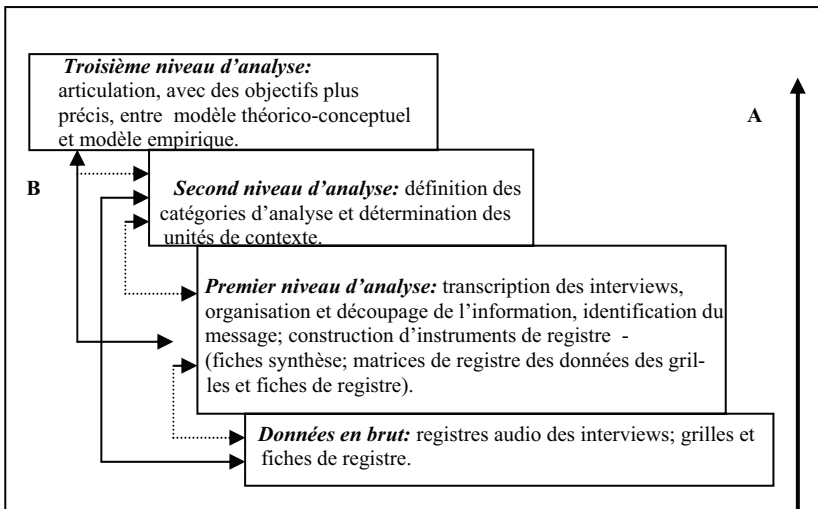 Troisième niveau d’analyse:
articulation, avec des objectifs plus
précis, entre modèle théorico-conceptuel
et modèle empirique.
A
B
Second niveau d’analyse: définition des
catégories d’analyse et détermination des
unités de contexte.
Premier niveau d’analyse: transcription des interviews,
organisation et découpage de l’information, identification du
message; construction d’instruments de registre -
(fiches synthèse; matrices de registre des données des gril-
les et fiches de registre).
Données en brut: registres audio des interviews; grilles et
fiches de registre.